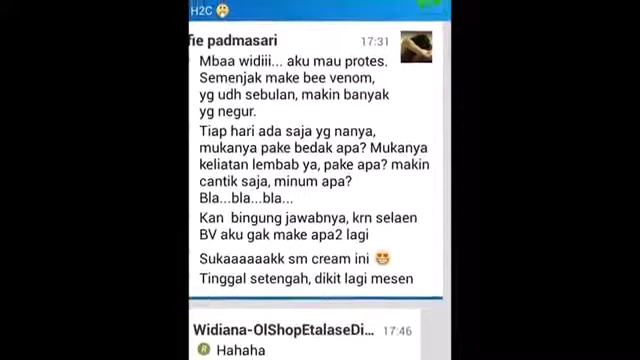 H2C
fie padmasari 17:31
Mbaa widiii... aku mau protes.
Semenjak make bee venom,
yg udh sebulan, makin banyak
yg negur.
Tiap hari ada saja yg nanya,
mukanya pake bedak apa? Mukanya
keliatan lembab ya, pake apa? makin
cantik saja, minum apa?
Bla...bla...bla...
Kan bingung jawabnya, krn selaen
BV aku gak make apa2 lagi
Sukaaaaaakk sm cream ini 😍
Tinggal setengah, dikit lagi mesen
Widiana-OlShopEtalaseDi... 17:46
R Hahaha